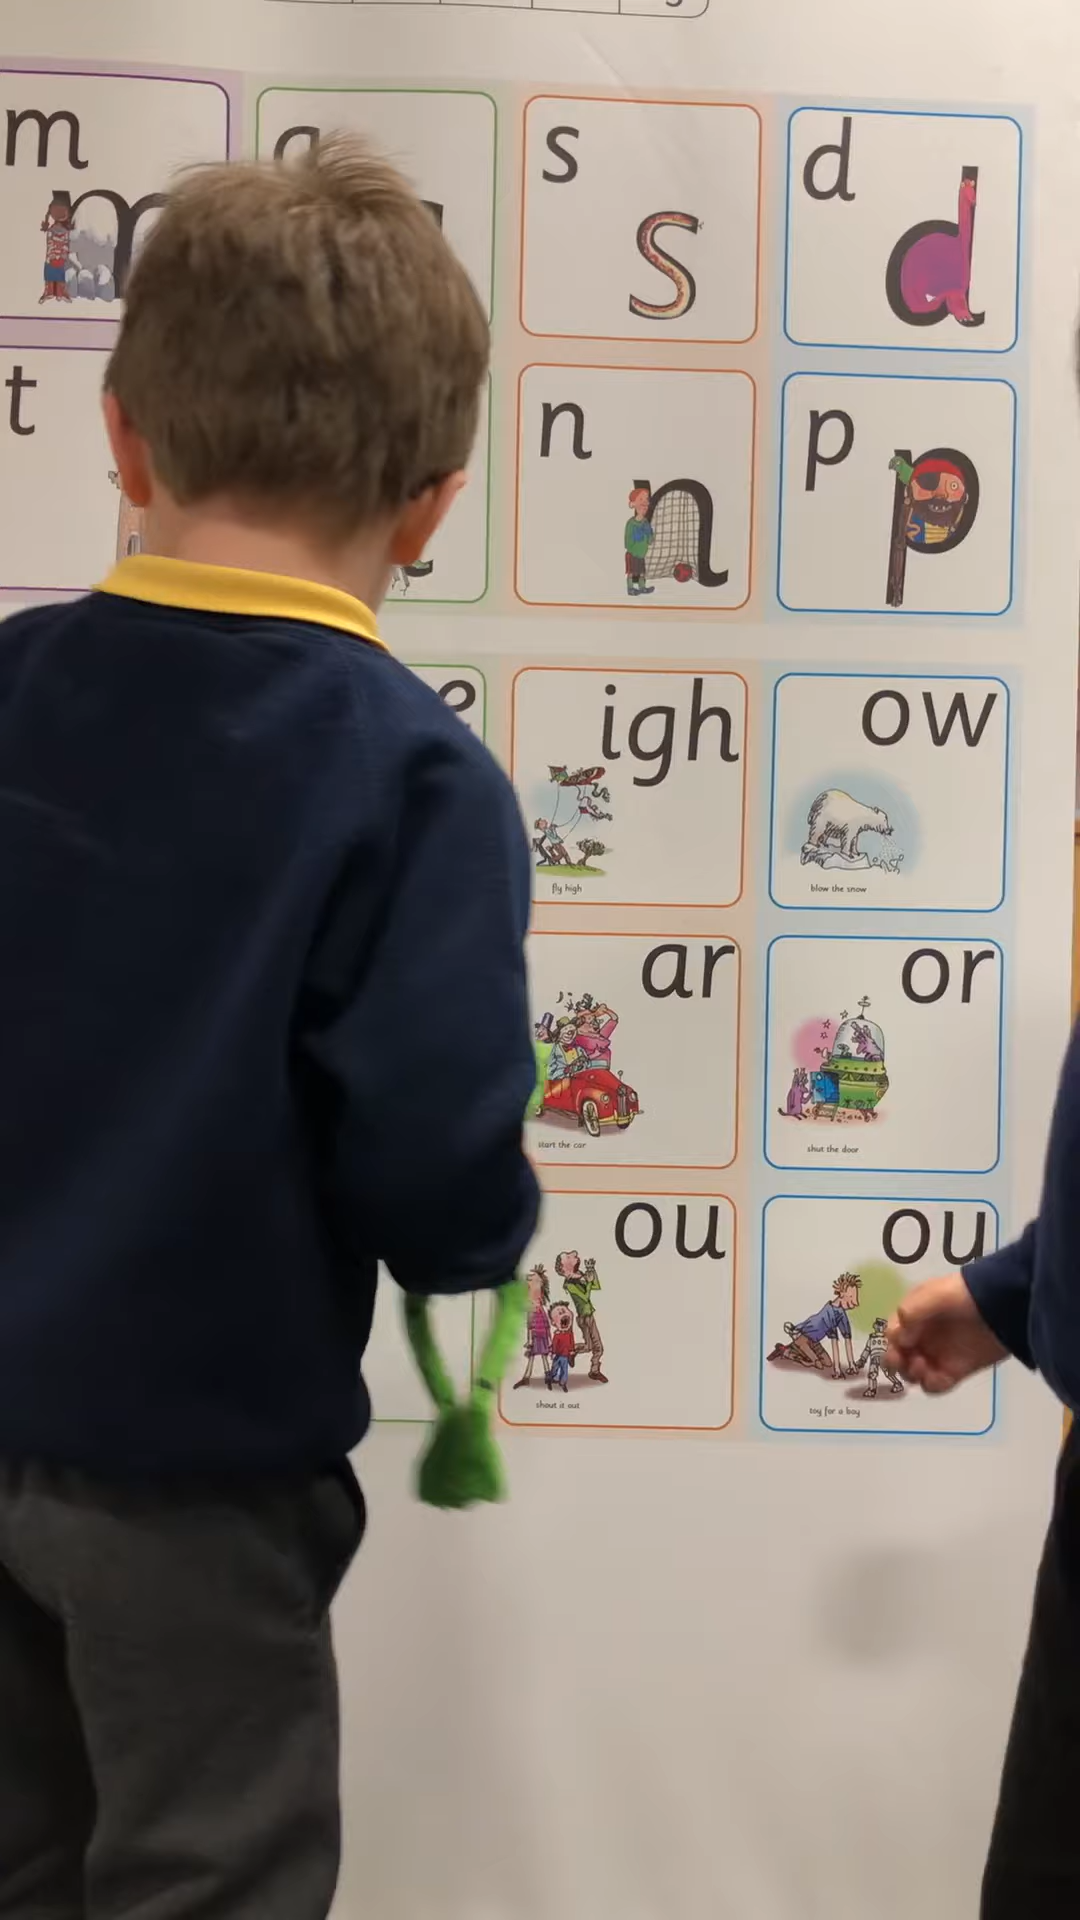 m a s d
m s d
t n p
n p
igh ow
fly high blow the snow
ar or
start the car shut the door
ou oy
shout it out toy for a boy